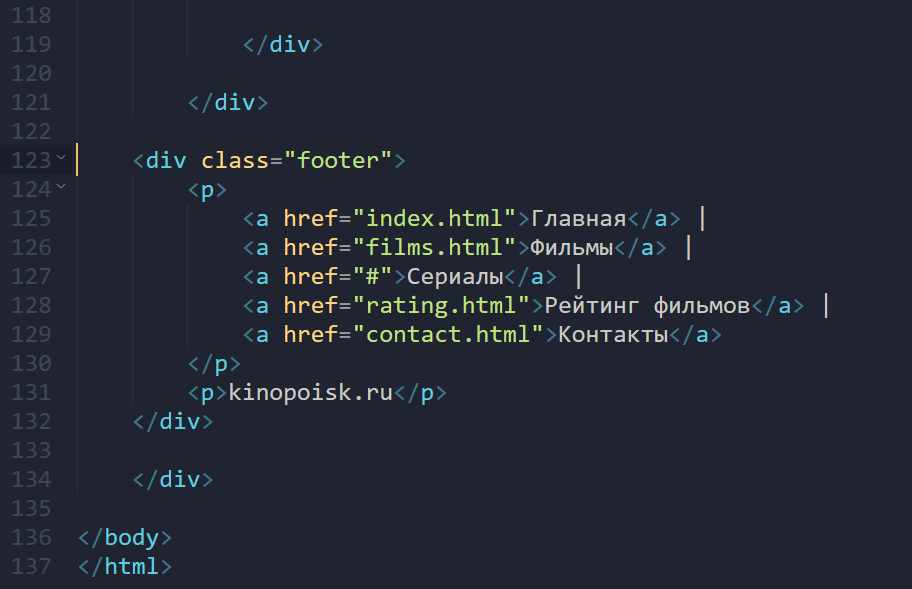 118
119 </div>
120
121 </div>
122
123 <div class="footer">
124 <p>
125 <a href="index.html">Главная</a> |
126 <a href="films.html">Фильмы</a> |
127 <a href="#">Сериалы</a> |
128 <a href="rating.html">Рейтинг фильмов</a> |
129 <a href="contact.html">Контакты</a>
130 </p>
131 <p>kinopoisk.ru</p>
132 </div>
133
134 </div>
135
136 </body>
137 </html>